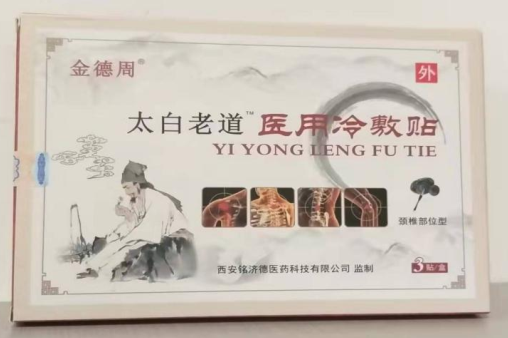 金德周®
外
太白老道™ 医用冷敷贴
YI YONG LENG FU TIE
颈椎部位型
西安铭济德医药科技有限公司 监制
3贴/盒